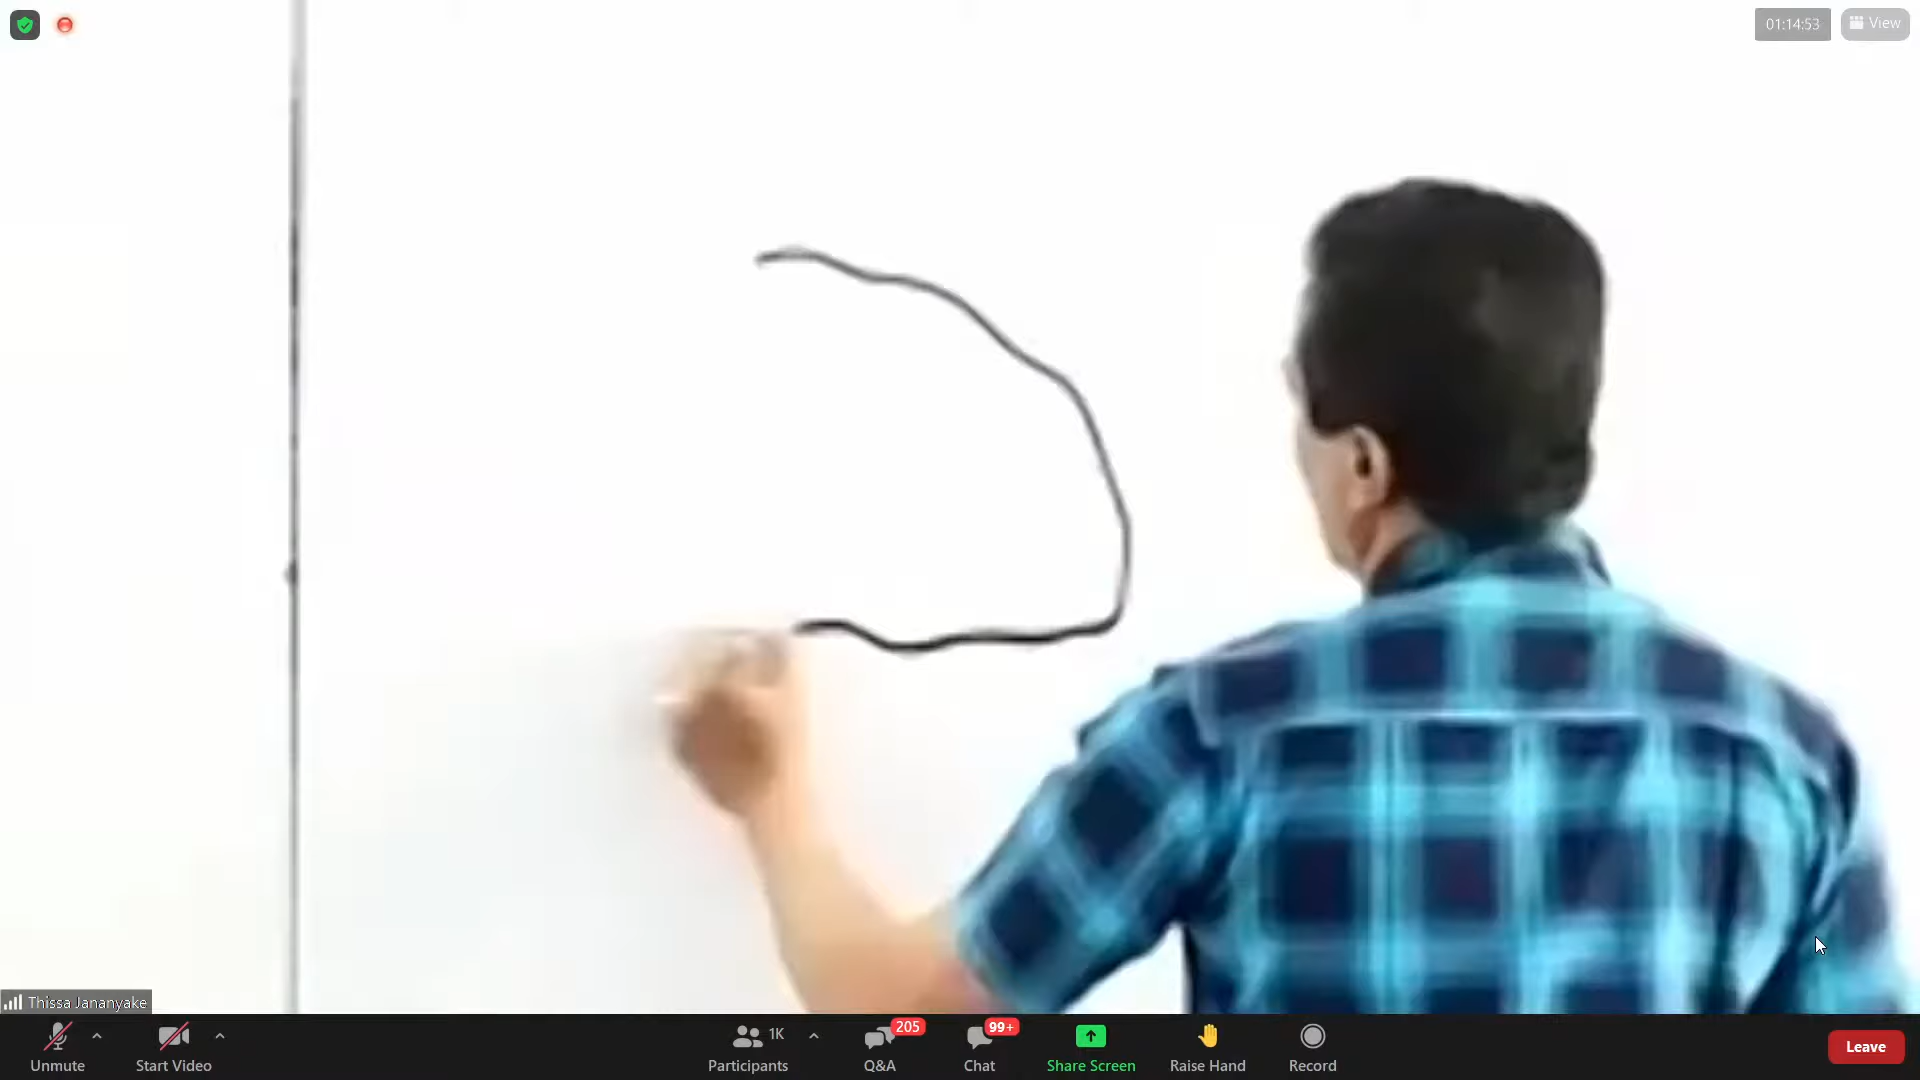 01:14:53
View
Thissa Jananyake
Unmute
Start Video
1K
Participants
205
Q&A
99+
Chat
Share Screen
Raise Hand
Record
Leave